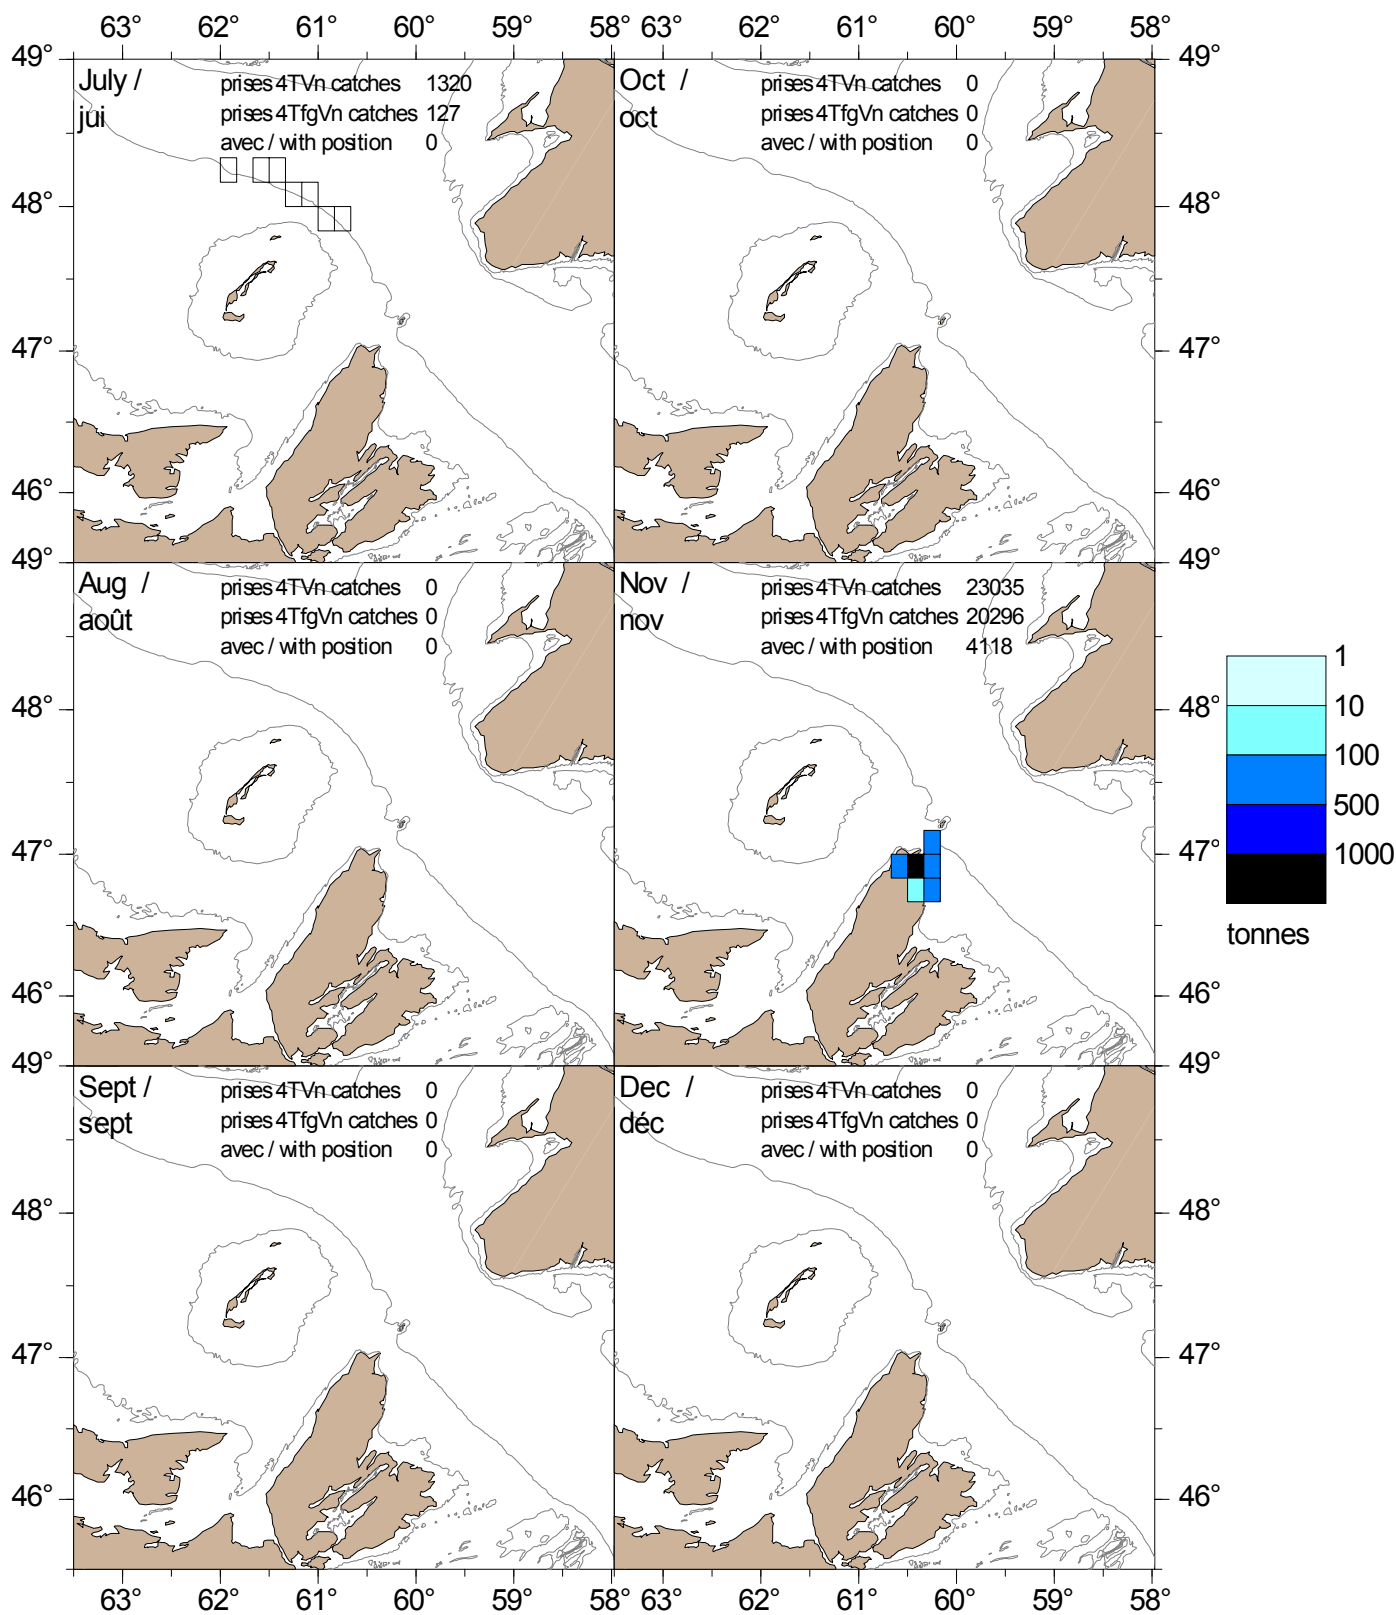 63° 62° 61° 60° 59° 58° 63° 62° 61° 60° 59° 58°
49° 49°
July / jui
prises 4TVn catches 1320
prises 4TfgVn catches 127
avec / with position 0
Oct / oct
prises 4TVn catches 0
prises 4TfgVn catches 0
avec / with position 0
48° 48°
47° 47°
46° 46°
49° 49°
Aug / août
prises 4TVn catches 0
prises 4TfgVn catches 0
avec / with position 0
Nov / nov
prises 4TVn catches 23035
prises 4TfgVn catches 20296
avec / with position 4118
48° 48°
47° 47°
46° 46°
49° 49°
1
10
100
500
1000
tonnes
Sept / sept
prises 4TVn catches 0
prises 4TfgVn catches 0
avec / with position 0
Dec / déc
prises 4TVn catches 0
prises 4TfgVn catches 0
avec / with position 0
48° 48°
47° 47°
46° 46°
63° 62° 61° 60° 59° 58° 63° 62° 61° 60° 59° 58°